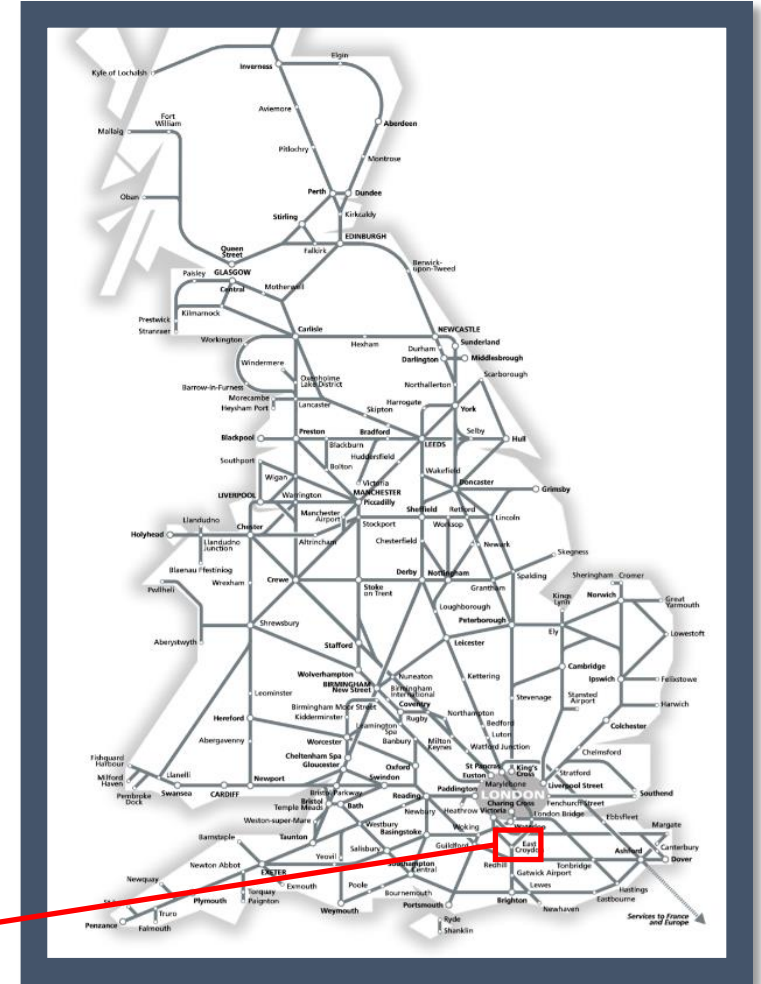 Elgin
Inverness
Kyle of Lochalsh
Aviemore
Fort
William
Aberdeen
Mallaig
Pitlochry
Montrose
Perth
Dundee
Oban
Kirkcaldy
Stirling
EDINBURGH
Queen
Street
Falkirk
Berwick-
upon-Tweed
Paisley
GLASGOW
Central
Motherwell
Kilmarnock
Prestwick
Stranraer
Carlisle
NEWCASTLE
Workington
Hexham
Sunderland
Durham
Darlington
Middlesbrough
Windermere
Scarborough
Oxenholme
Lake District
Northallerton
Barrow-in-Furness
Morecambe
Heysham Port
Lancaster
Harrogate
York
Skipton
Blackpool
Preston
Bradford
Selby
Hull
Blackburn
LEEDS
Huddersfield
Southport
Bolton
Wakefield
Wigan
Victoria
Doncaster
MANCHESTER
Piccadilly
Grimsby
LIVERPOOL
Warrington
Sheffield
Retford
Manchester
Airport
Lincoln
Llandudno
Chester
Stockport
Worksop
Holyhead
Llandudno
Junction
Altrincham
Chesterfield
Newark
Skegness
Blaenau Ffestiniog
Derby
Nottingham
Pwllheli
Wrexham
Crewe
Stoke
on Trent
Grantham
Spalding
Sheringham
Cromer
Kings
Lynn
Norwich
Great
Yarmouth
Loughborough
Peterborough
Shrewsbury
Ely
Lowestoft
Aberystwyth
Stafford
Leicester
Cambridge
Wolverhampton
Nuneaton
Kettering
BIRMINGHAM
New Street
Birmingham
International
Ipswich
Felixstowe
Leominster
Coventry
Stevenage
Stansted
Airport
Birmingham Moor Street
Harwich
Hereford
Kidderminster
Rugby
Northampton
Leamington
Spa
Bedford
Colchester
Worcester
Banbury
Milton
Keynes
Luton
Abergavenny
Watford Junction
Chelmsford
Cheltenham Spa
Gloucester
Oxford
St Pancras
King's
Cross
Fishguard
Harbour
Euston
Stratford
Milford
Haven
Llanelli
Swindon
Marylebone
Liverpool Street
Pembroke
Dock
Swansea
CARDIFF
Newport
Bristol Parkway
Reading
Paddington
LONDON
Southend
Bristol
Temple Meads
Bath
Newbury
Heathrow
Victoria
Charing Cross
Fenchurch Street
London Bridge
Ebbsfleet
Weston-super-Mare
Westbury
Basingstoke
Woking
Margate
Barnstaple
Taunton
Salisbury
Guildford
East
Canterbury
Yeovil
Ashford
Dover
Newton Abbot
EXETER
Southampton
Central
Redhill
Tonbridge
Gatwick Airport
Newquay
Exmouth
Poole
Lewes
Hastings
Torquay
Paignton
Bournemouth
Eastbourne
Plymouth
Brighton
Truro
Weymouth
Portsmouth
Newhaven
Penzance
Falmouth
Ryde
Shanklin
Services to France
and Europe